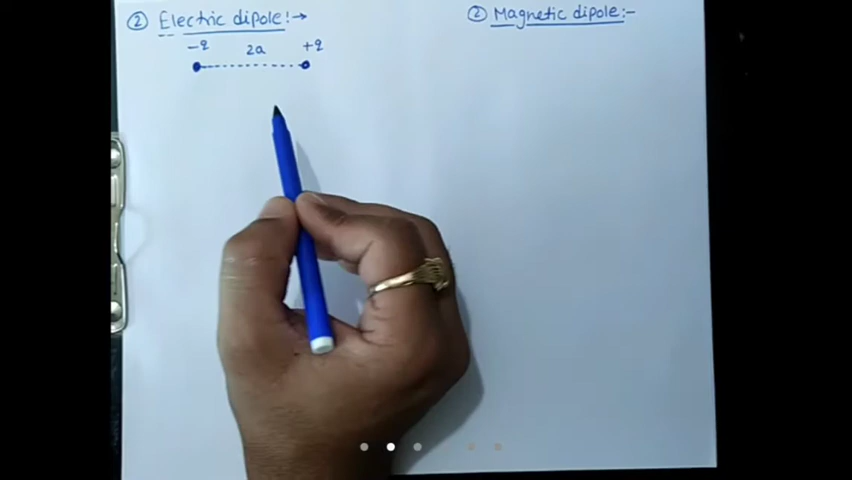 ② Electric dipole:→
-q 2a +q
② Magnetic dipole:-